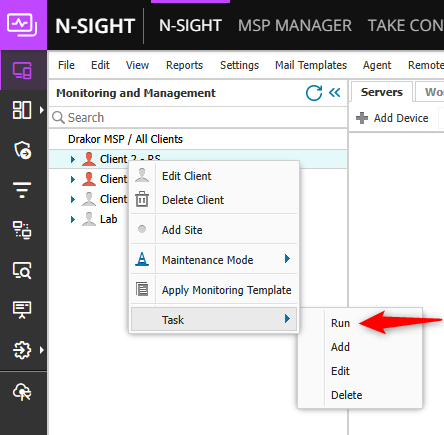 N-SIGHT
N-SIGHT MSP MANAGER TAKE CON
File Edit View Reports Settings Mail Templates Agent Remote
Monitoring and Management
Servers Work
Search
Add Device
Drakor MSP / All Clients
Client 2 - RS
Client
Client
Lab
Edit Client
Delete Client
Add Site
Maintenance Mode
Apply Monitoring Template
Task
Run
Add
Edit
Delete